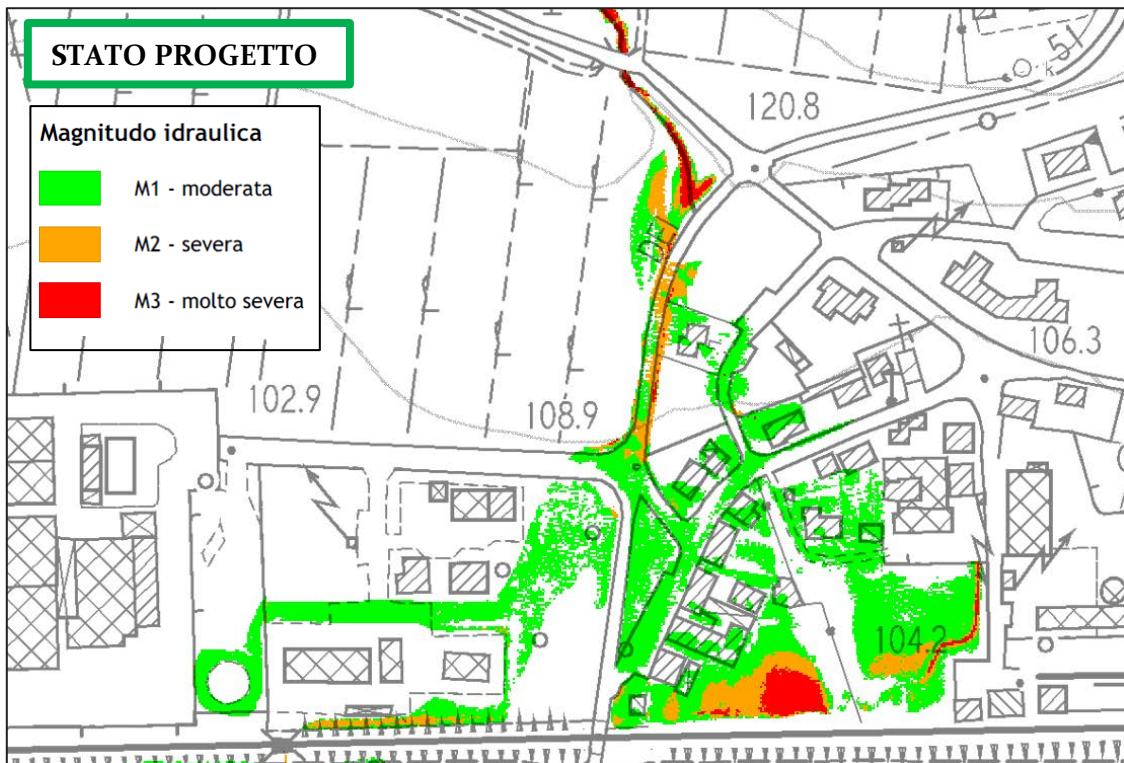 STATO PROGETTO
Magnitudo idraulica
M1 - moderata
M2 - severa
M3 - molto severa
51
120.8
DEL
106.3
102.9
108.9
104.2